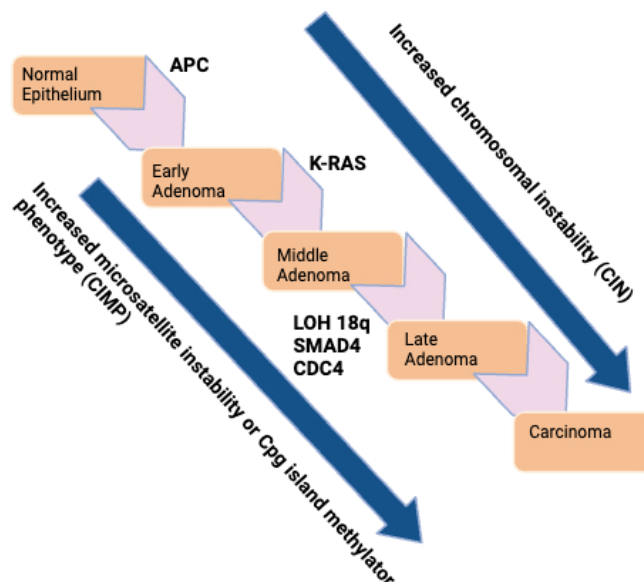 Normal
Epithelium
APC
Increased chromosomal instability (CIN)
Early
Adenoma
K-RAS
Increased microsatellite instability or Cpg island methylator
phenotype (CIMP)
Middle
Adenoma
LOH 18q
SMAD4
CDC4
Late
Adenoma
Carcinoma